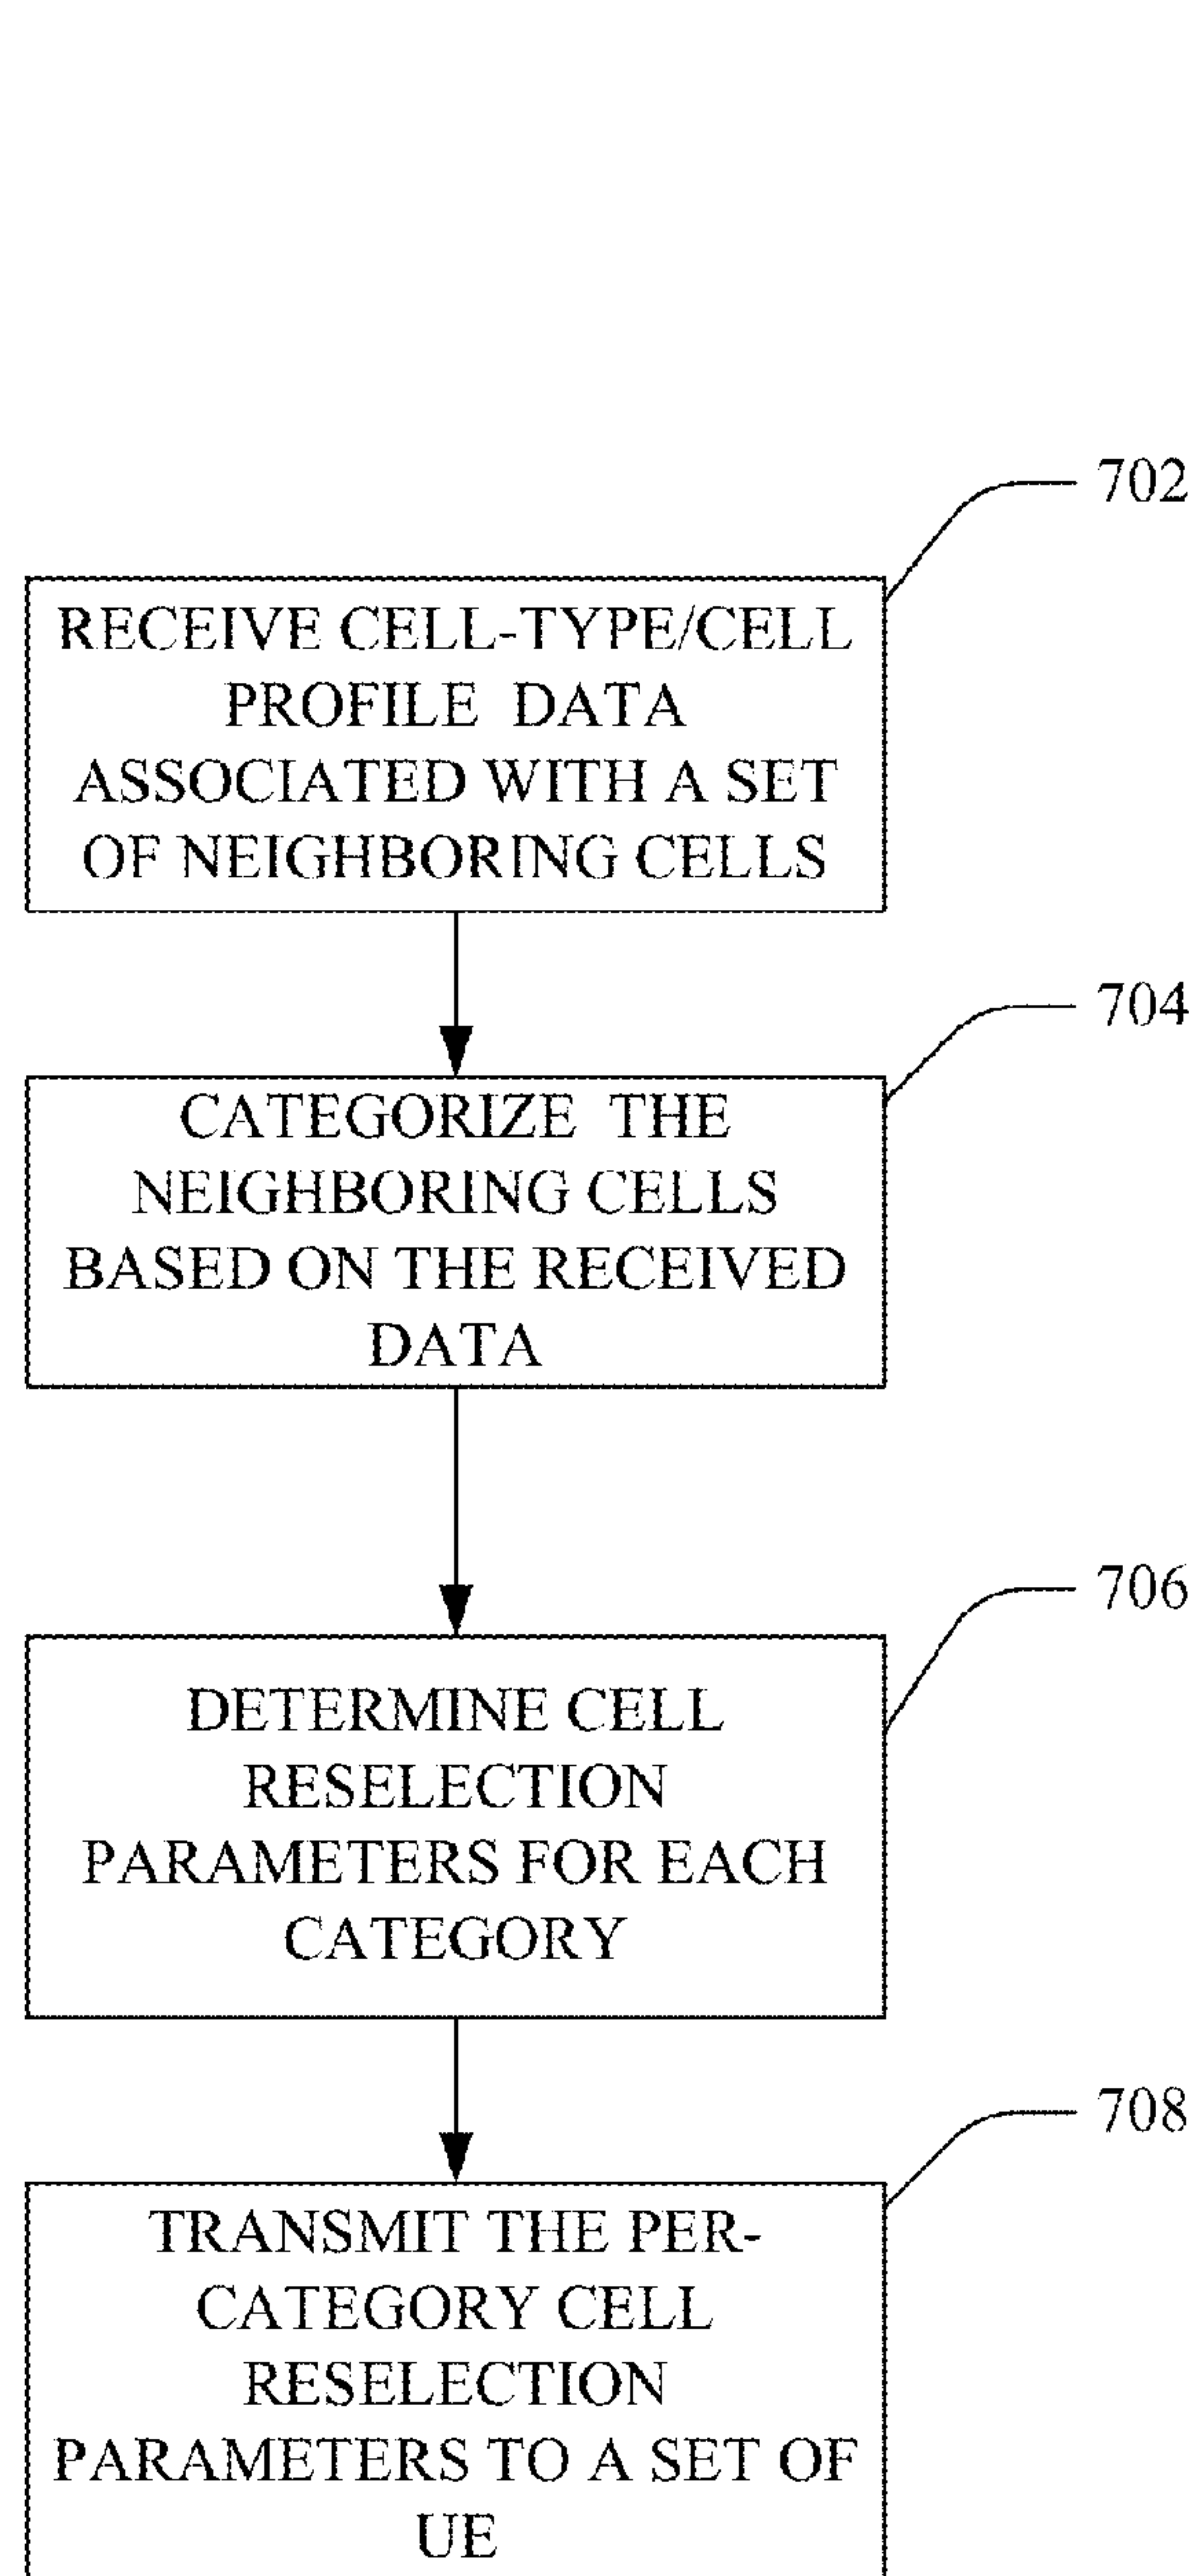 702
RECEIVE CELL-TYPE/CELL
PROFILE DATA
ASSOCIATED WITH A SET
OF NEIGHBORING CELLS
704
CATEGORIZE THE
NEIGHBORING CELLS
BASED ON THE RECEIVED
DATA
706
DETERMINE CELL
RESELECTION
PARAMETERS FOR EACH
CATEGORY
708
TRANSMIT THE PER-
CATEGORY CELL
RESELECTION
PARAMETERS TO A SET OF
UE